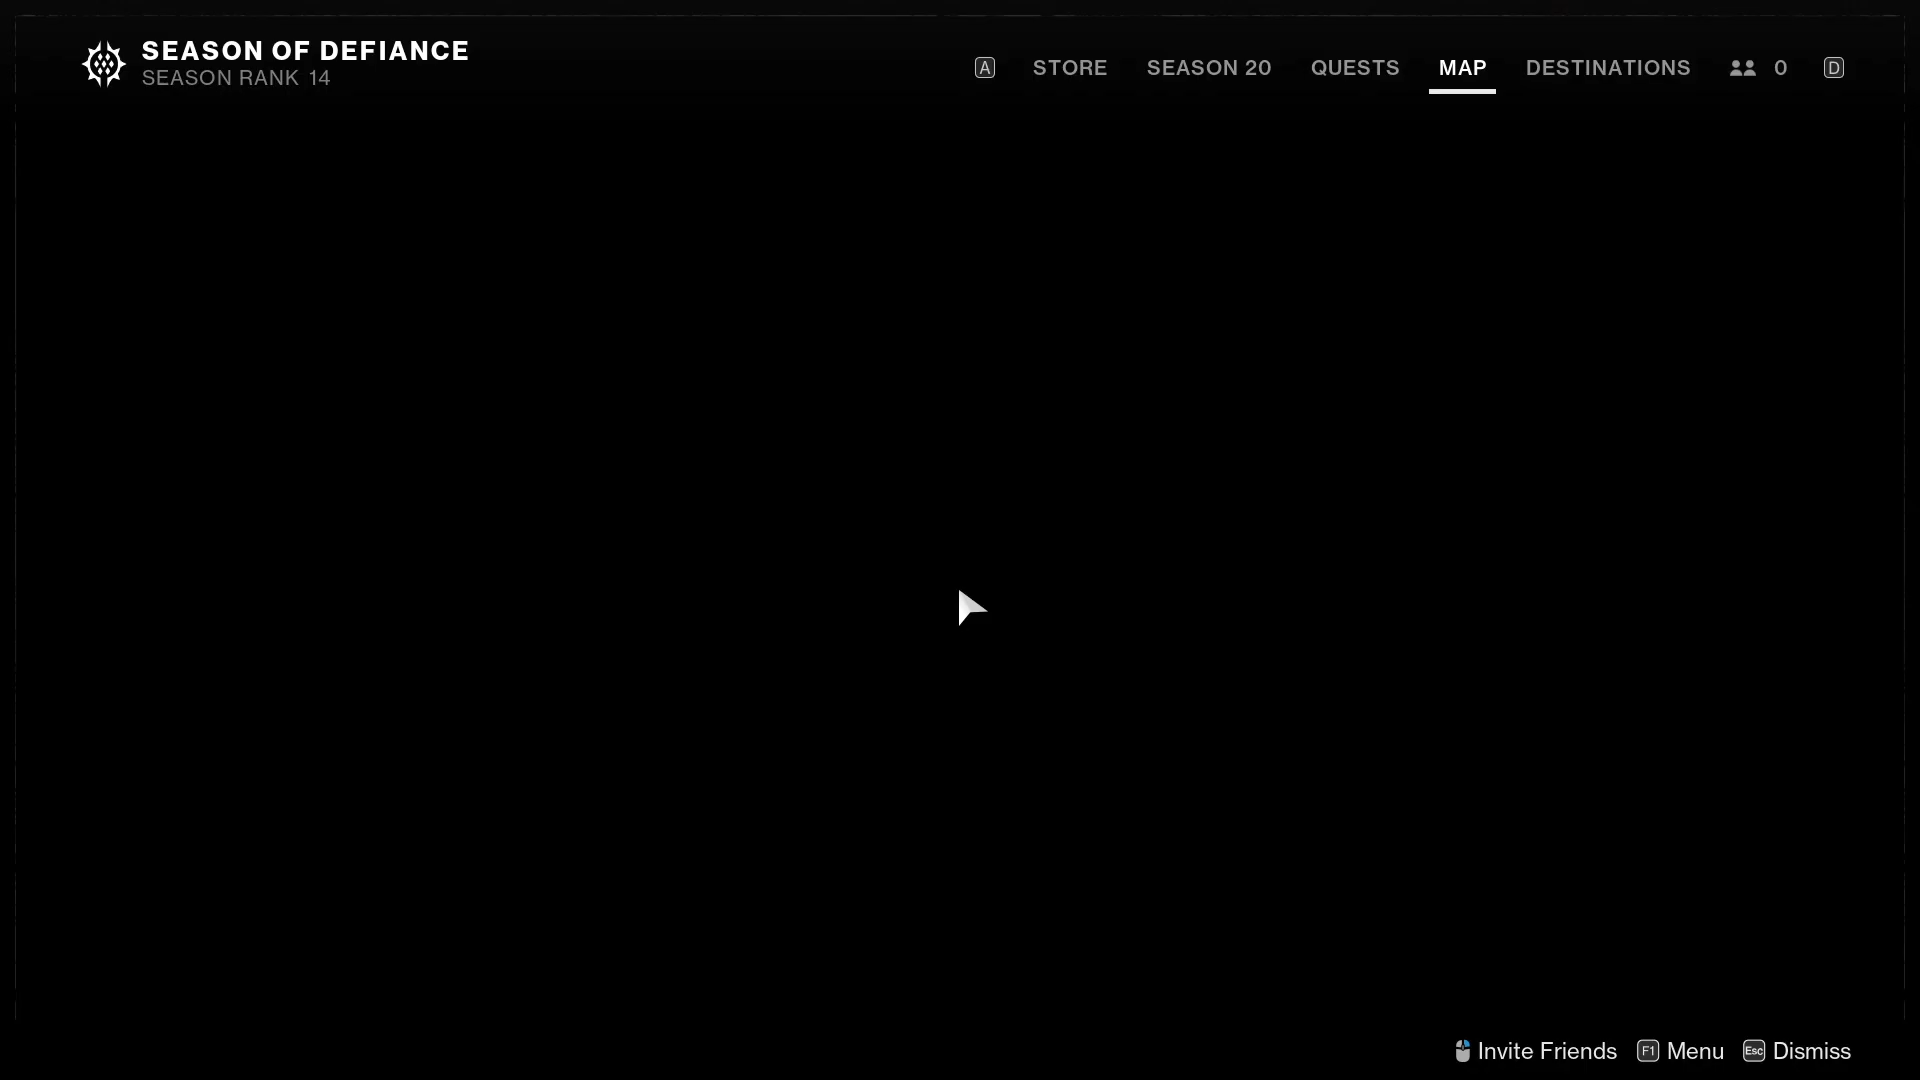 SEASON OF DEFIANCE
SEASON RANK 14
A STORE SEASON 20 QUESTS MAP DESTINATIONS 0 D
Invite Friends F1 Menu Esc Dismiss